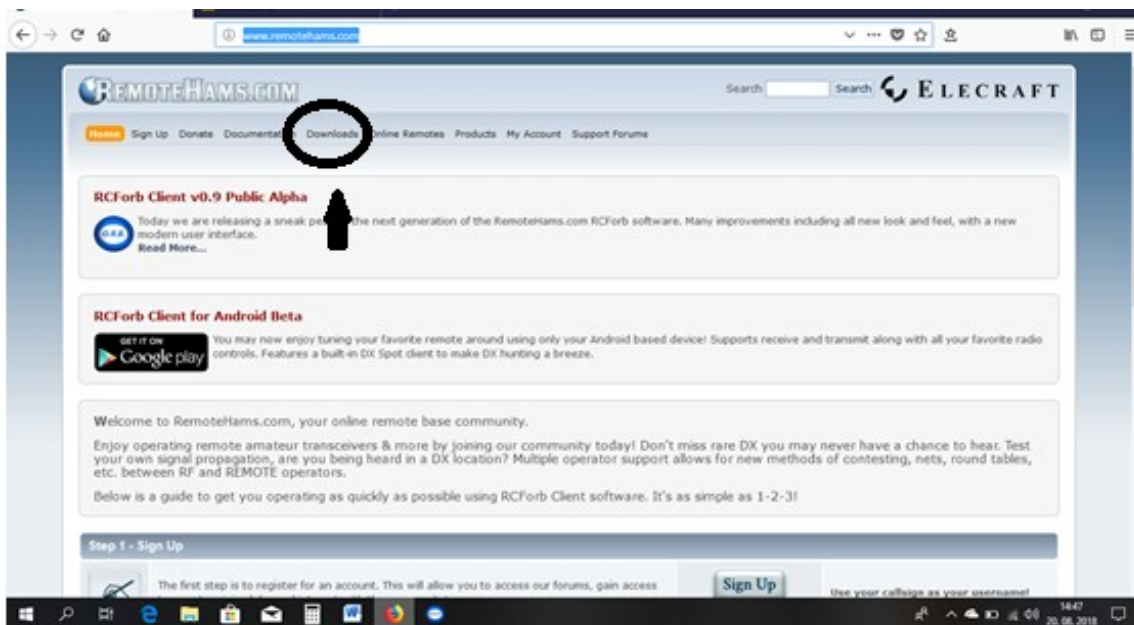 www.remotehams.com
REMOTEHAMS.COM
Search Search ELECRAFT
Home Sign Up Donate Documentation Downloads Online Remotes Products My Account Support Forums
RCForb Client v0.9 Public Alpha
Today we are releasing a sneak the next generation of the RemoteHams.com RCForb software. Many improvements including all new look and feel, with a new
O.R.B. modern user interface.
Read More...
RCForb Client for Android Beta
GET IT ON
Google play
You may now enjoy tuning your favorite remote around using only your Android based device! Supports receive and transmit along with all your favorite radio
controls. Features a built-in DX Spot client to make DX hunting a breeze.
Welcome to RemoteHams.com, your online remote base community.
Enjoy operating remote amateur transceivers & more by joining our community today! Don't miss rare DX you may never have a chance to hear. Test
your own signal propagation, are you being heard in a DX location? Multiple operator support allows for new methods of contesting, nets, round tables,
etc. between RF and REMOTE operators.
Below is a guide to get you operating as quickly as possible using RCForb Client software. It's as simple as 1-2-3!
Step 1 - Sign Up
The first step is to register for an account. This will allow you to access our forums, gain access
Sign Up
Use your callsign as your username!
14:47
20.08.2018